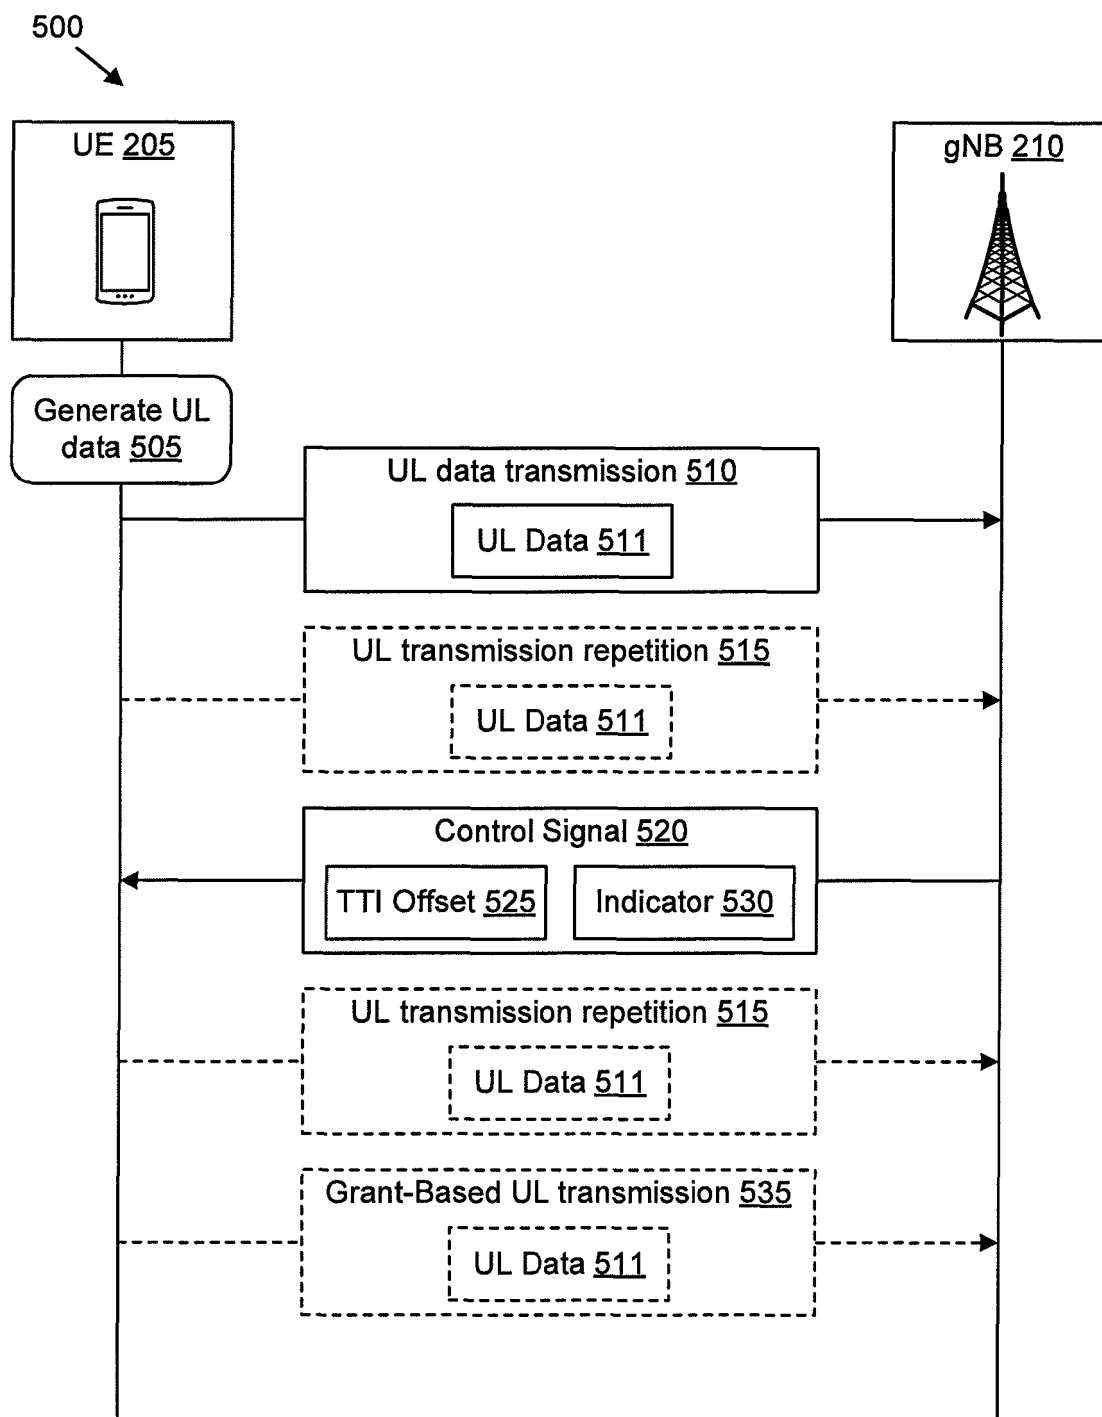 500
UE 205
gNB 210
Generate UL
data 505
UL data transmission 510
UL Data 511
UL transmission repetition 515
UL Data 511
Control Signal 520
TTI Offset 525
Indicator 530
UL transmission repetition 515
UL Data 511
Grant-Based UL transmission 535
UL Data 511